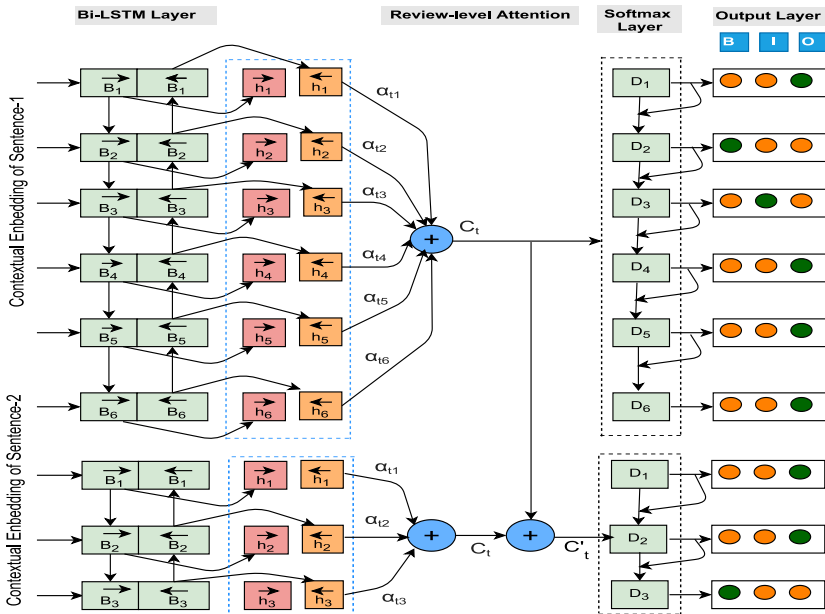 Bi-LSTM Layer
Review-level Attention
Softmax Layer
Output Layer
B I O
Contextual Enbedding of Sentence-1
B1 B1 h1 h1 αt1 D1
B2 B2 h2 h2 αt2 D2
B3 B3 h3 h3 αt3 D3
+ Ct
B4 B4 h4 h4 αt4 D4
B5 B5 h5 h5 αt5 D5
αt6
B6 B6 h6 h6 D6
Contextual Enbedding of Sentence-2
B1 B1 h1 h1 αt1 D1
B2 B2 h2 h2 αt2 + Ct + C't D2
B3 B3 h3 h3 αt3 D3